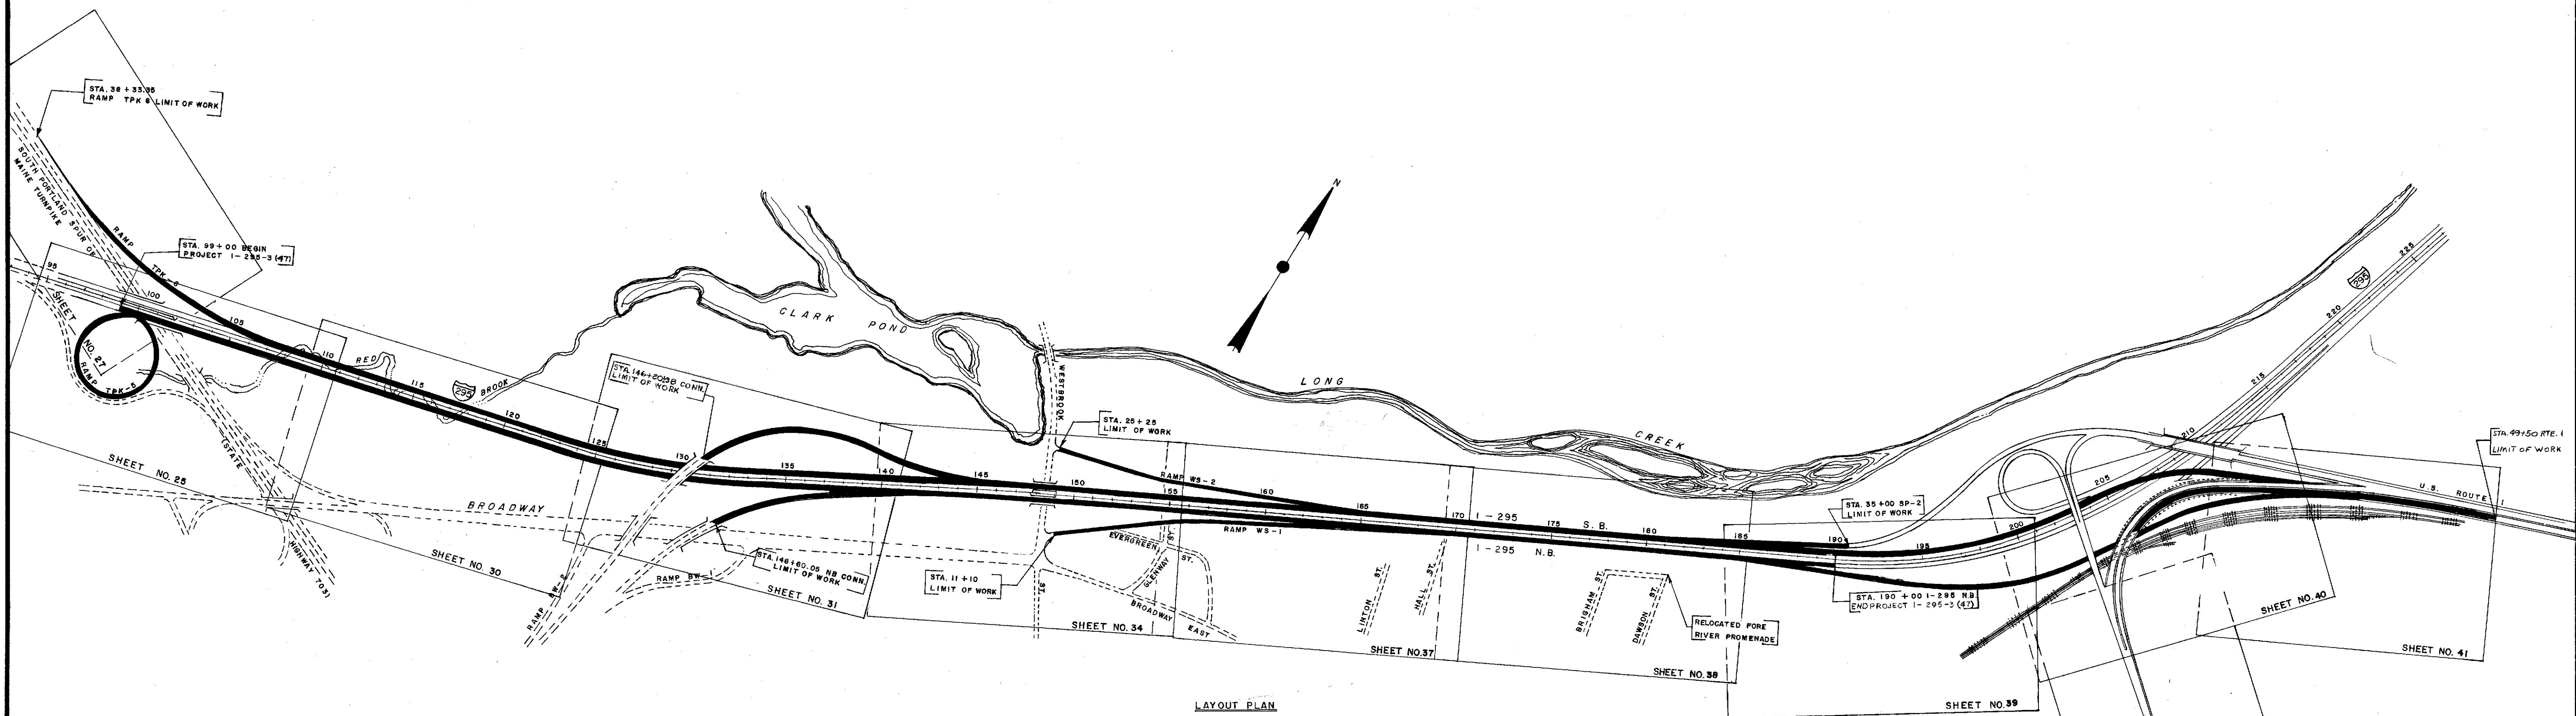 STA. 38 + 33.35
RAMP TPK 6 LIMIT OF WORK
SOUTH PORTLAND SPUR OF
MAINE TURNPIKE
RAMP TPK-6
STA. 99 + 00 BEGIN
PROJECT I-295-3 (47)
95
100
105
110
115
120
125
130
135
140
145
150
155
160
165
170
175
180
185
190
195
200
205
210
215
220
225
SHEET NO. 27
RAMP TPK-5
RED BROOK
295
SHEET NO. 25
(STATE HIGHWAY 703)
BROADWAY
SHEET NO. 30
CLARK POND
LIMIT OF WORK
RAMP BW-2
RAMP BW-1
STA. 148+60.05 NB CONN.
LIMIT OF WORK
SHEET NO. 31
N
WESTBROOK ST.
STA. 25 + 25
LIMIT OF WORK
RAMP WS-2
RAMP WS-1
STA. 11 + 10
LIMIT OF WORK
EVERGREEN ST.
GLENWAY ST.
BROADWAY EAST
SHEET NO. 34
LONG CREEK
I-295 S.B.
I-295 N.B.
LINTON ST.
HALL ST.
SHEET NO.37
BRIGHAM ST.
DAWSON ST.
RELOCATED FORE
RIVER PROMENADE
SHEET NO.38
STA. 35+00 SP-2
LIMIT OF WORK
STA. 190 + 00 I-295 N.B.
END PROJECT I-295-3 (47)
SHEET NO.39
295
SHEET NO.40
U.S. ROUTE 1
STA. 49+50 RTE. 1
LIMIT OF WORK
SHEET NO. 41
LAYOUT PLAN